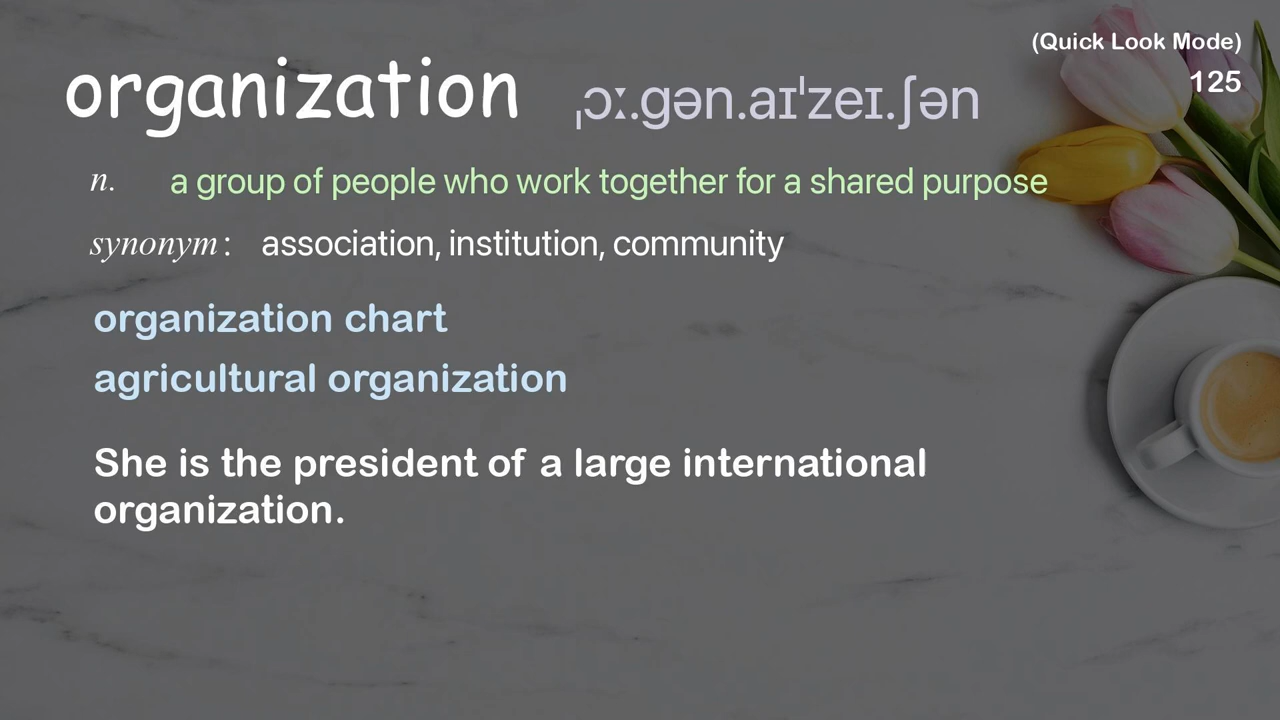 (Quick Look Mode)
organization ˌɔː.ɡən.aɪˈzeɪ.ʃən
125
n. a group of people who work together for a shared purpose
synonym: association, institution, community
organization chart
agricultural organization
She is the president of a large international
organization.